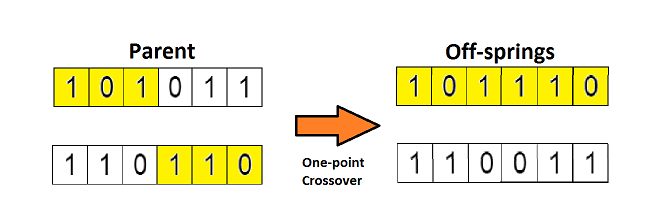 Parent
Off-springs
1 0 1 0 1 1
1 0 1 1 1 0
One-point
Crossover
1 1 0 1 1 0
1 1 0 0 1 1